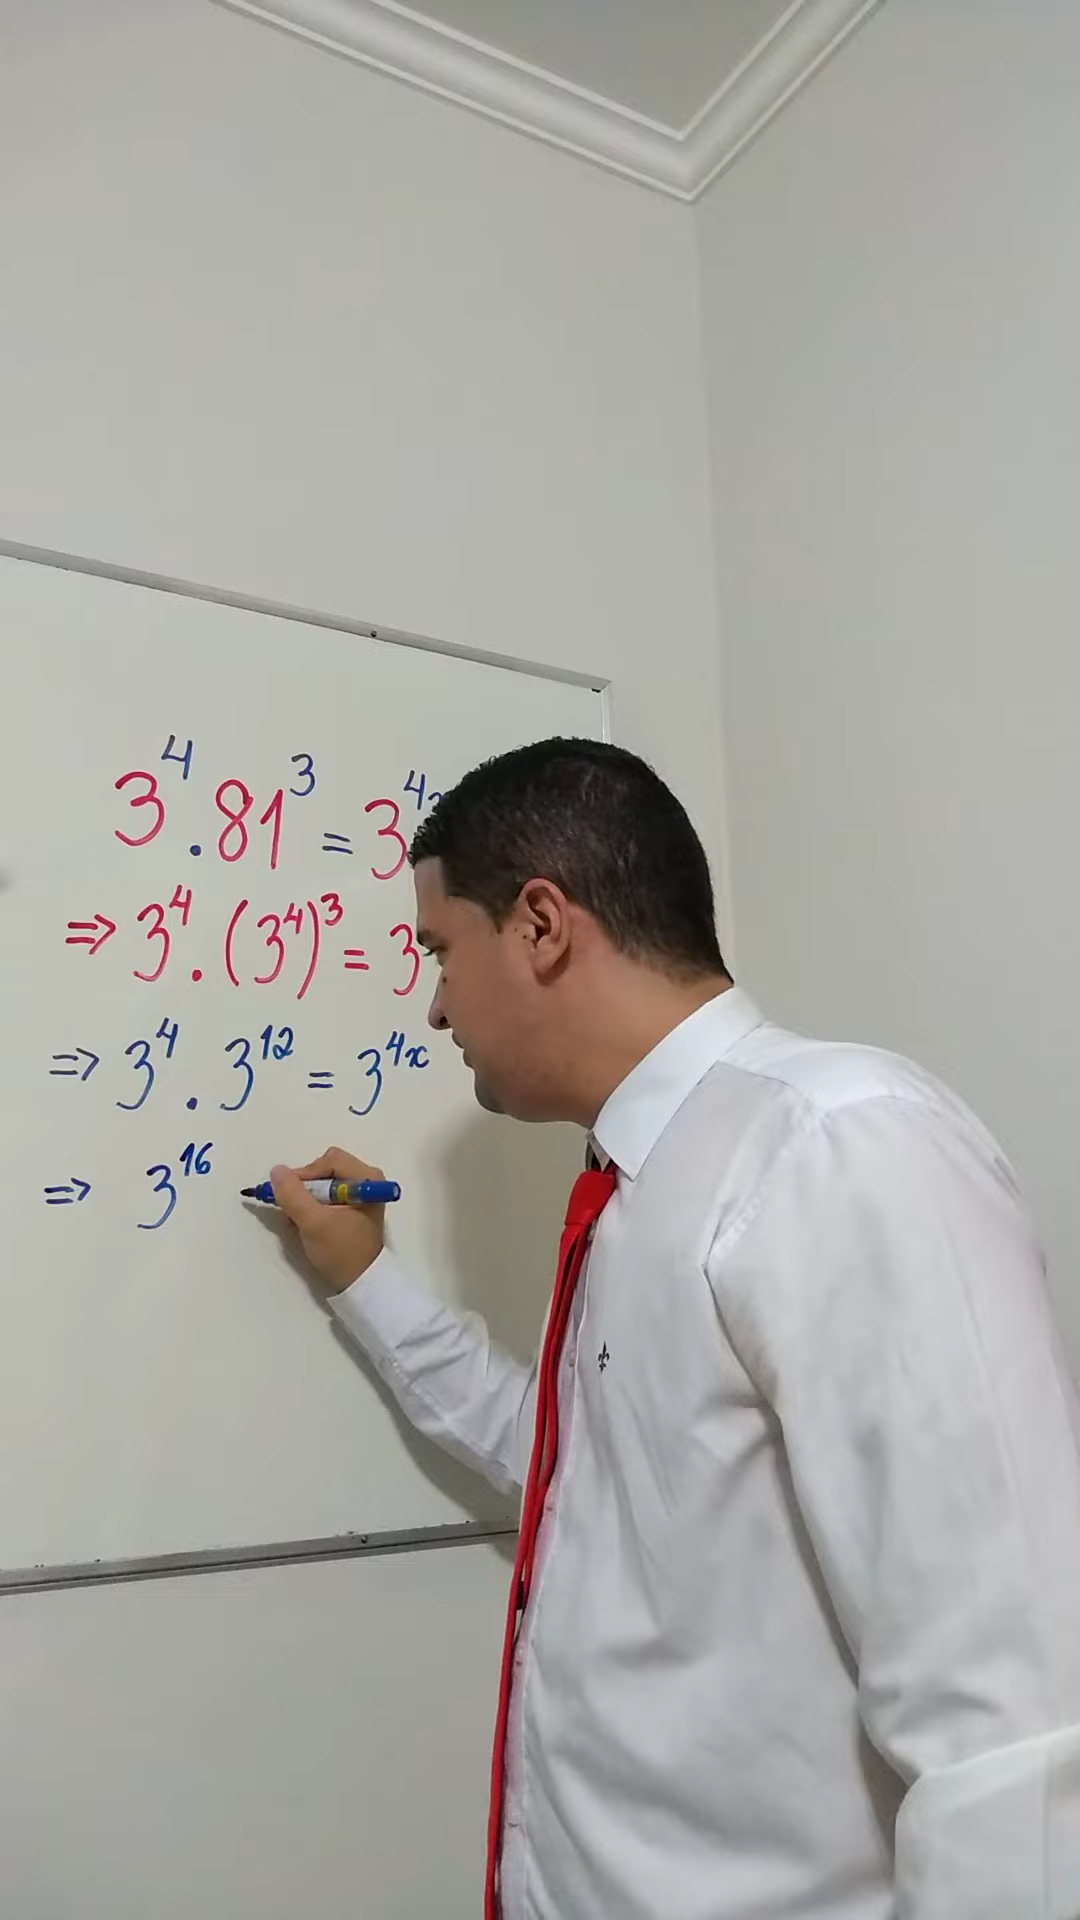 3⁴ . 81³ = 3⁴
⇒ 3⁴ . (3⁴)³ = 3
⇒ 3⁴ . 3¹² = 3⁴ˣ
⇒ 3¹⁶